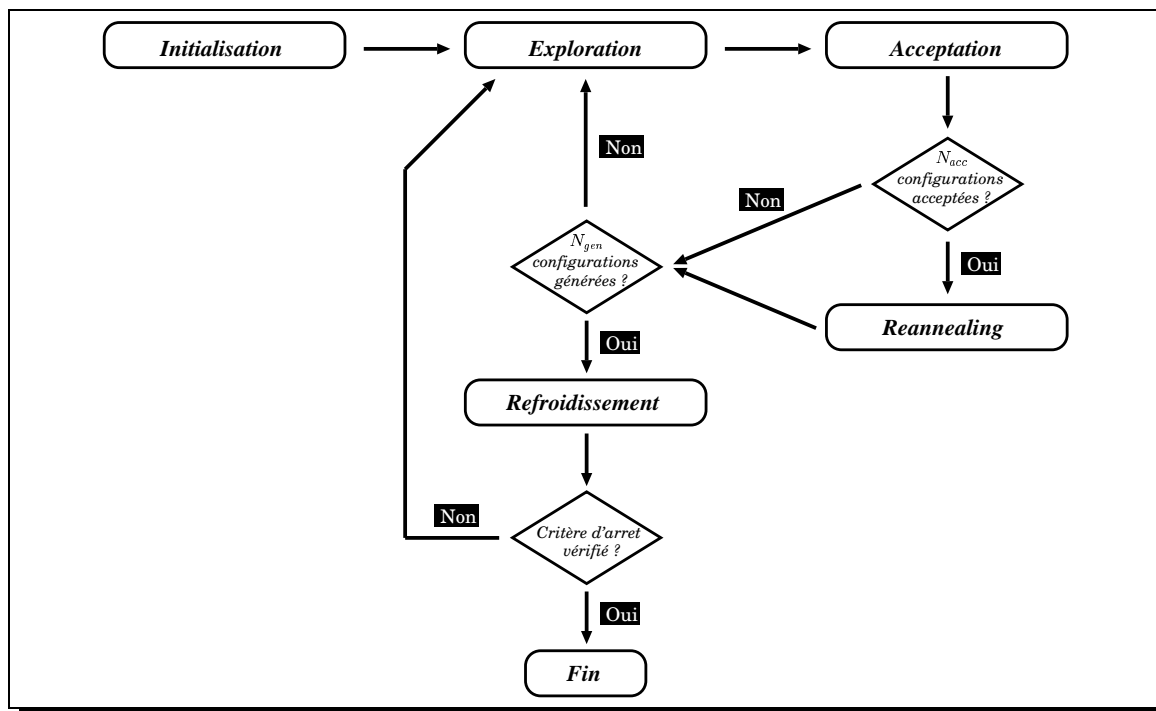 Initialisation
Exploration
Acceptation
Non
N_acc
configurations
acceptées ?
Non
N_gen
configurations
générées ?
Oui
Reannealing
Oui
Refroidissement
Non
Critère d'arret
vérifié ?
Oui
Fin